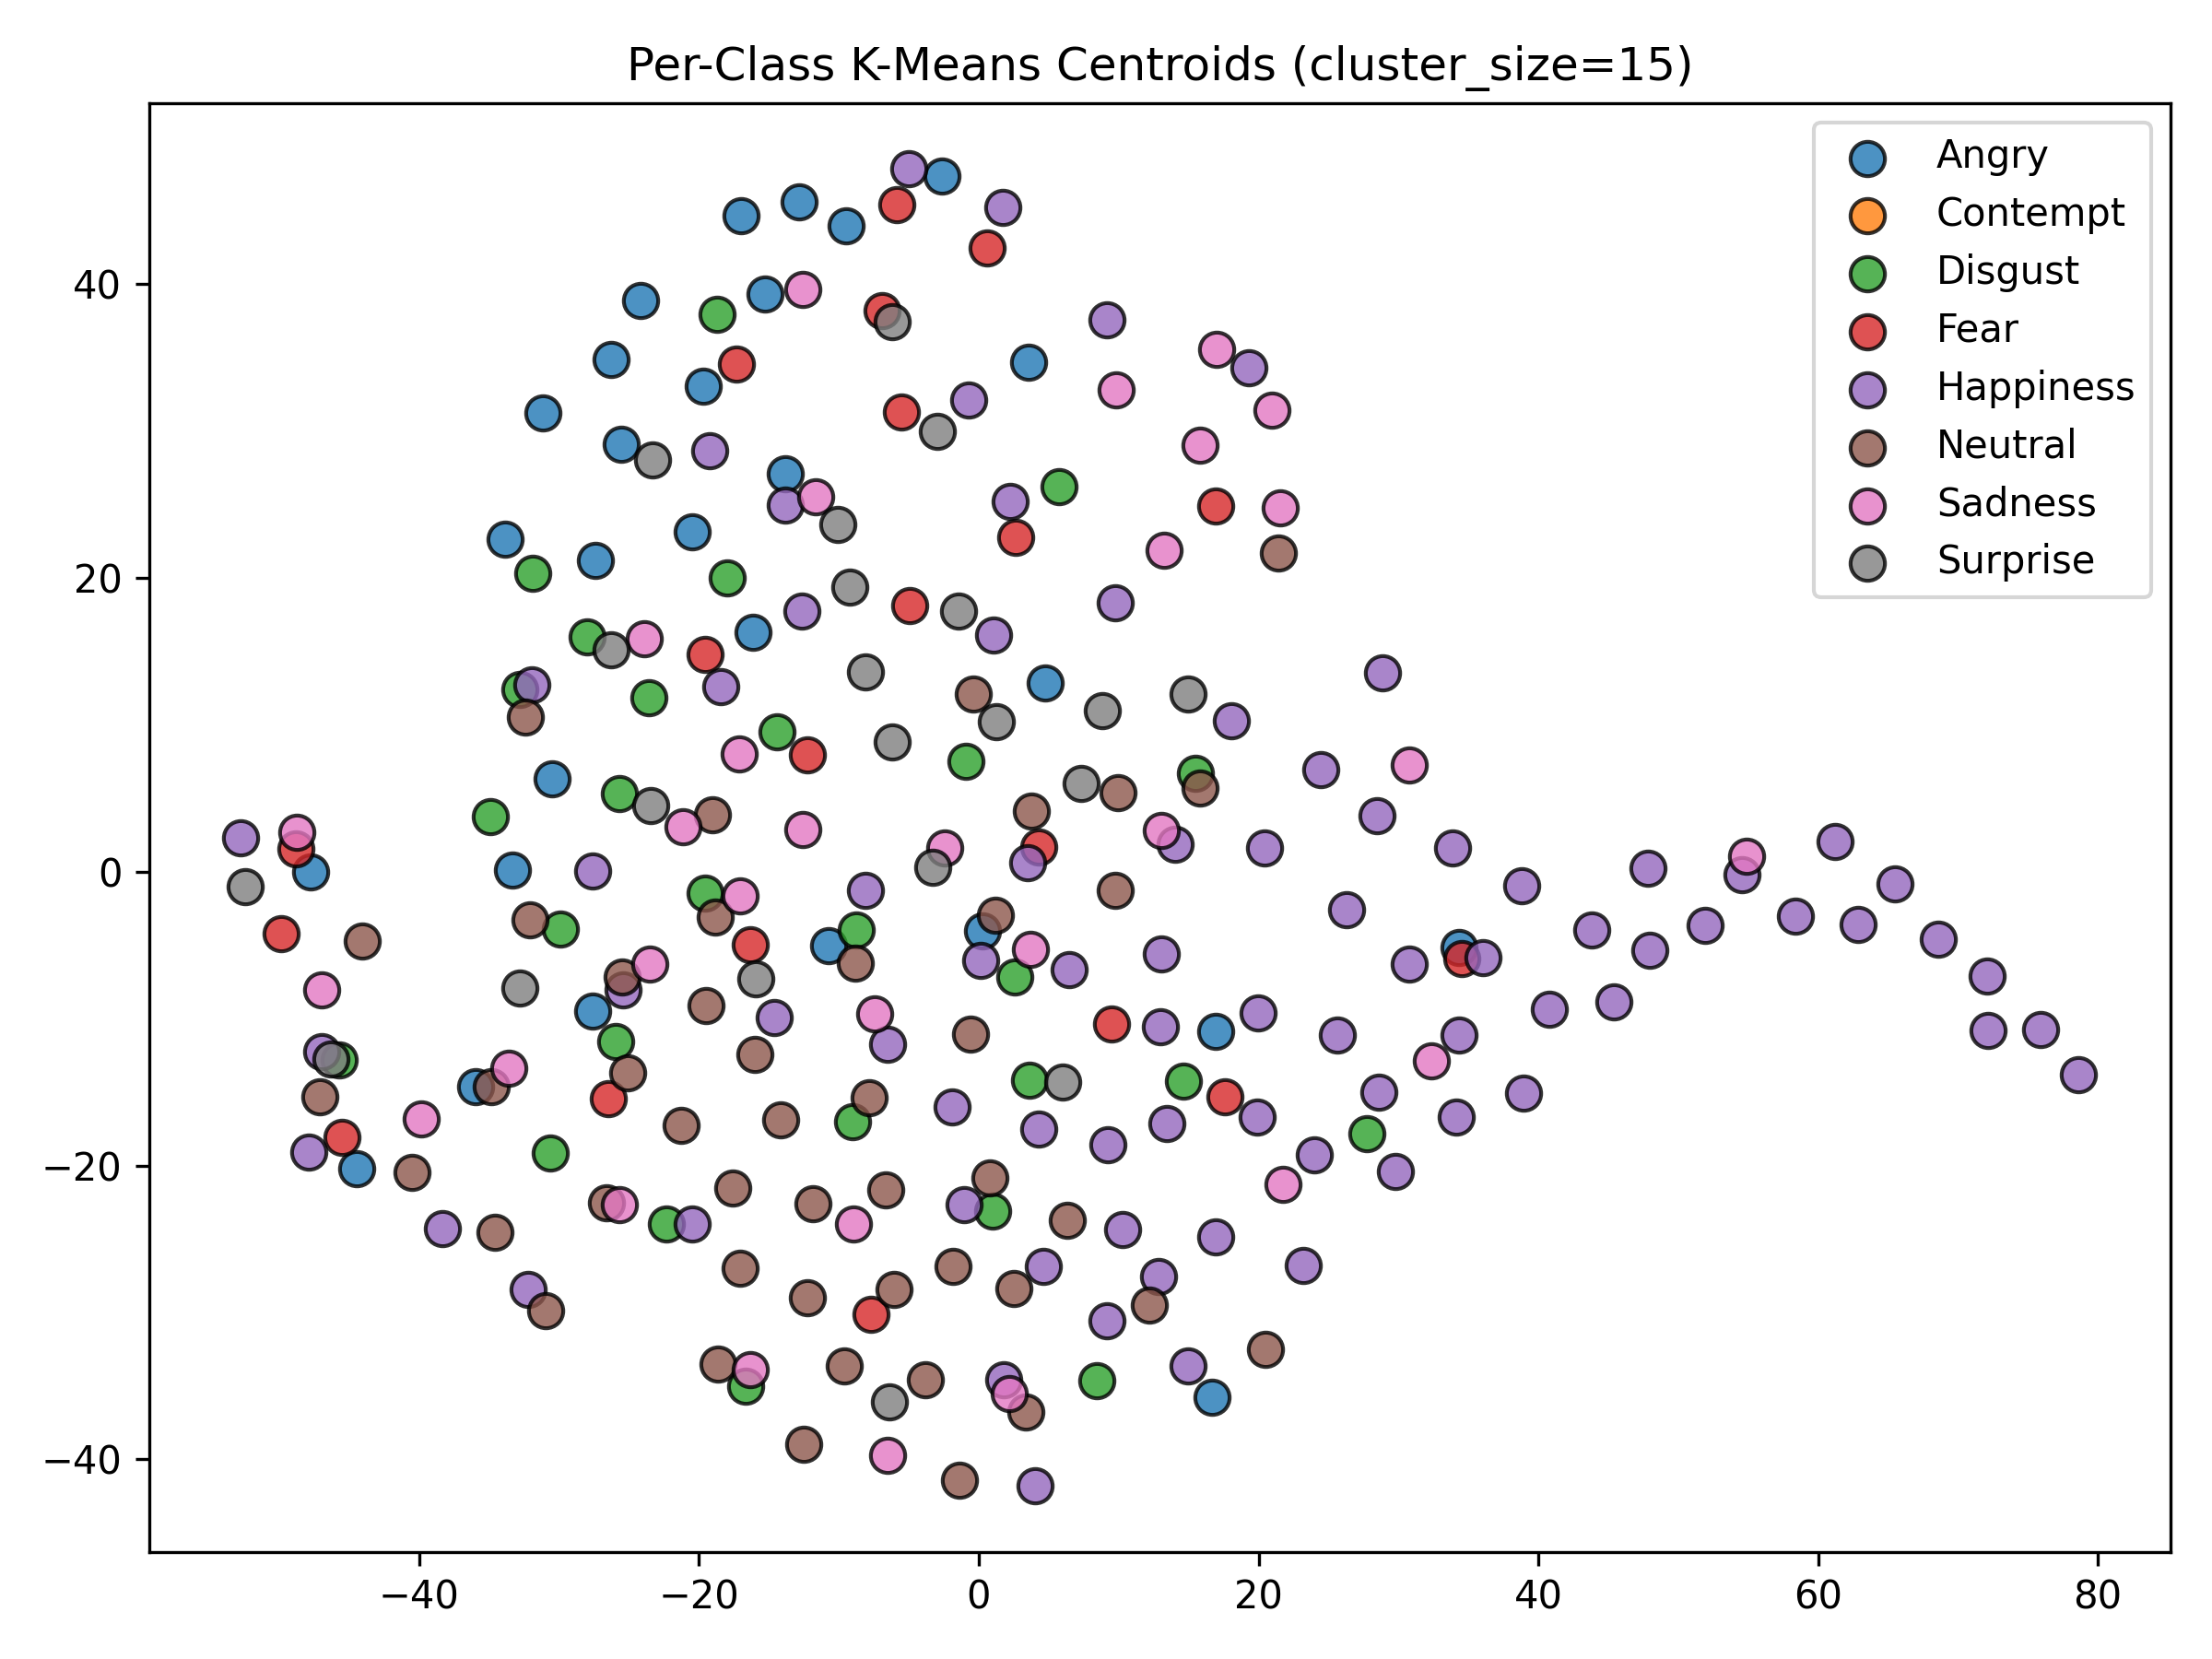 Per-Class K-Means Centroids (cluster_size=15)
Angry
Contempt
Disgust
Fear
Happiness
Neutral
Sadness
Surprise
40
20
0
−20
−40
−40 −20 0 20 40 60 80